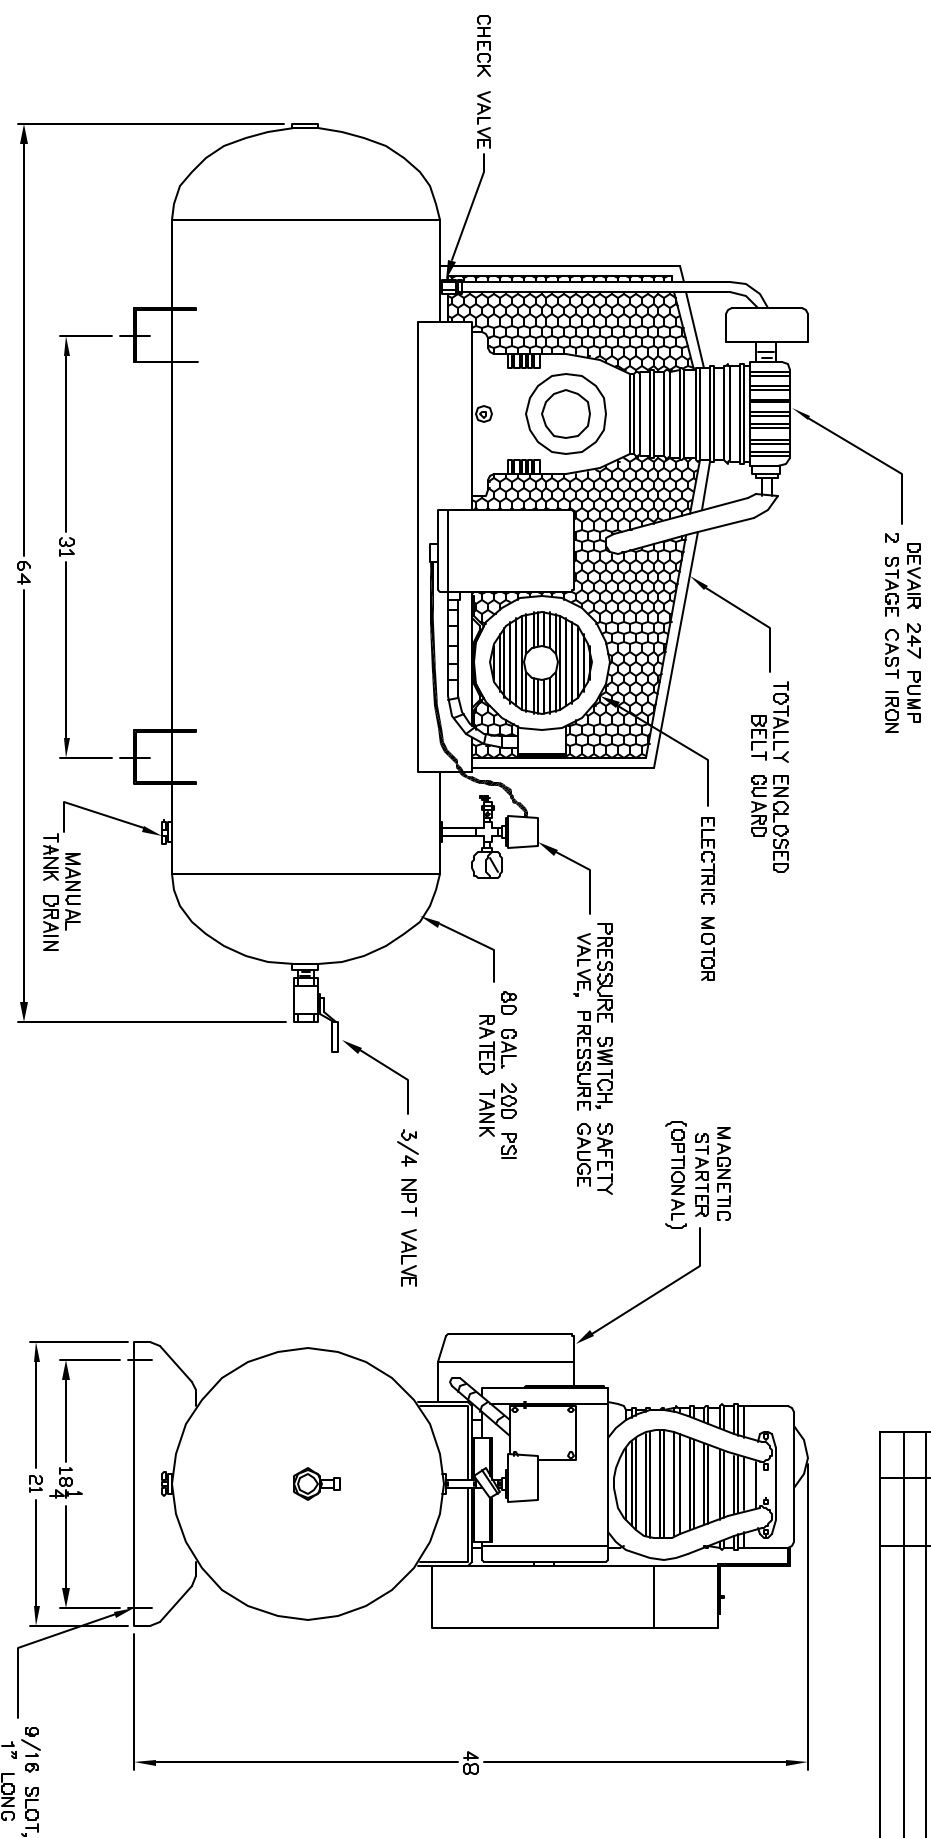 CHECK VALVE
DEVAIR 247 PUMP
2 STAGE CAST IRON
TOTALLY ENCLOSED
BELT GUARD
ELECTRIC MOTOR
PRESSURE SWITCH, SAFETY
VALVE, PRESSURE GAUGE
80 GAL. 200 PSI
RATED TANK
3/4 NPT VALVE
MANUAL
TANK DRAIN
31
64
MAGNETIC
STARTER
(OPTIONAL)
18 1/4
21
48
9/16 SLOT,
1" LONG